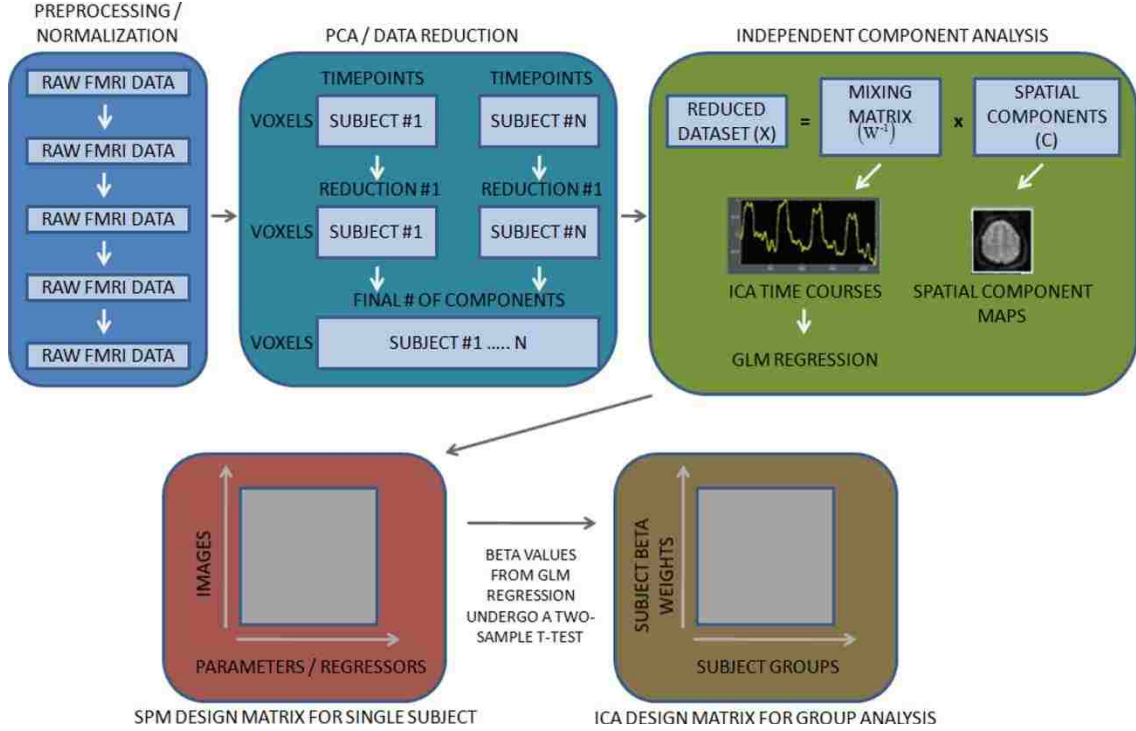 PREPROCESSING /
NORMALIZATION
RAW FMRI DATA
RAW FMRI DATA
RAW FMRI DATA
RAW FMRI DATA
RAW FMRI DATA
PCA / DATA REDUCTION
TIMEPOINTS
TIMEPOINTS
VOXELS
SUBJECT #1
SUBJECT #N
REDUCTION #1
REDUCTION #1
VOXELS
SUBJECT #1
SUBJECT #N
FINAL # OF COMPONENTS
VOXELS
SUBJECT #1 ..... N
INDEPENDENT COMPONENT ANALYSIS
REDUCED
DATASET (X)
=
MIXING
MATRIX
(W⁻¹)
x
SPATIAL
COMPONENTS
(C)
ICA TIME COURSES
SPATIAL COMPONENT
MAPS
GLM REGRESSION
IMAGES
PARAMETERS / REGRESSORS
SPM DESIGN MATRIX FOR SINGLE SUBJECT
BETA VALUES
FROM GLM
REGRESSION
UNDERGO A TWO-
SAMPLE T-TEST
SUBJECT BETA
WEIGHTS
SUBJECT GROUPS
ICA DESIGN MATRIX FOR GROUP ANALYSIS